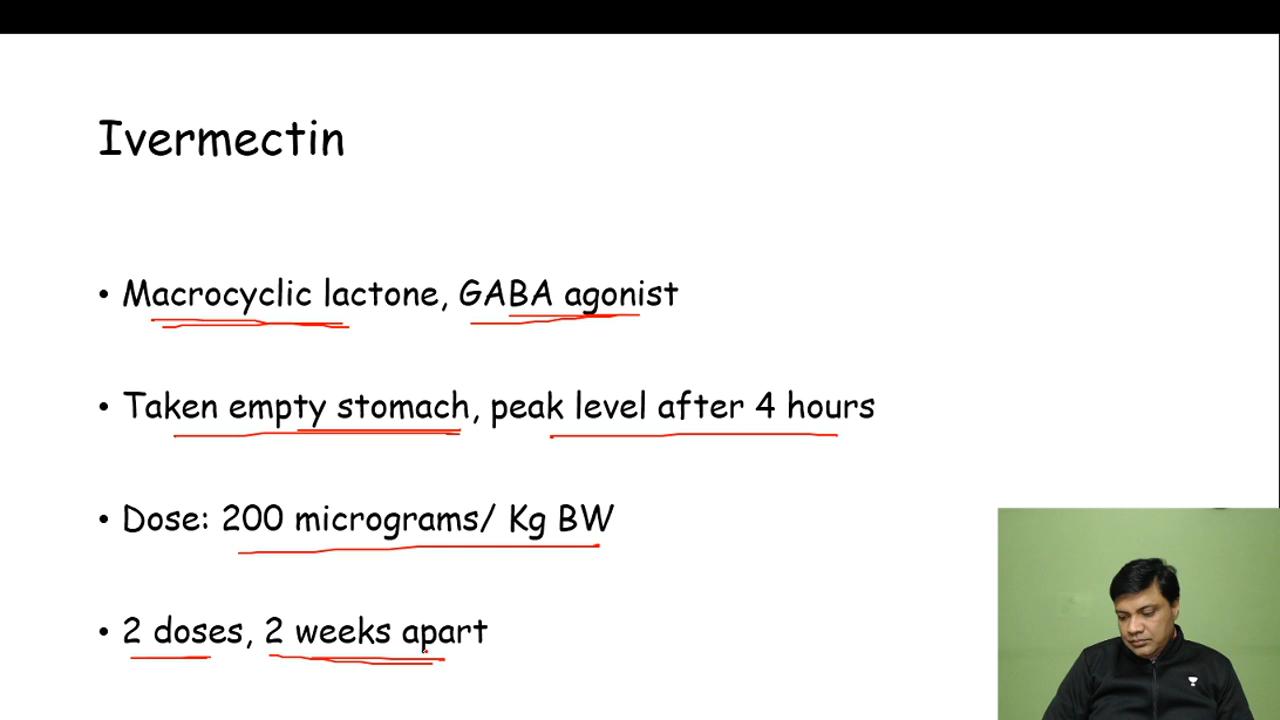 Ivermectin
• Macrocyclic lactone, GABA agonist
• Taken empty stomach, peak level after 4 hours
• Dose: 200 micrograms/ Kg BW
• 2 doses, 2 weeks apart